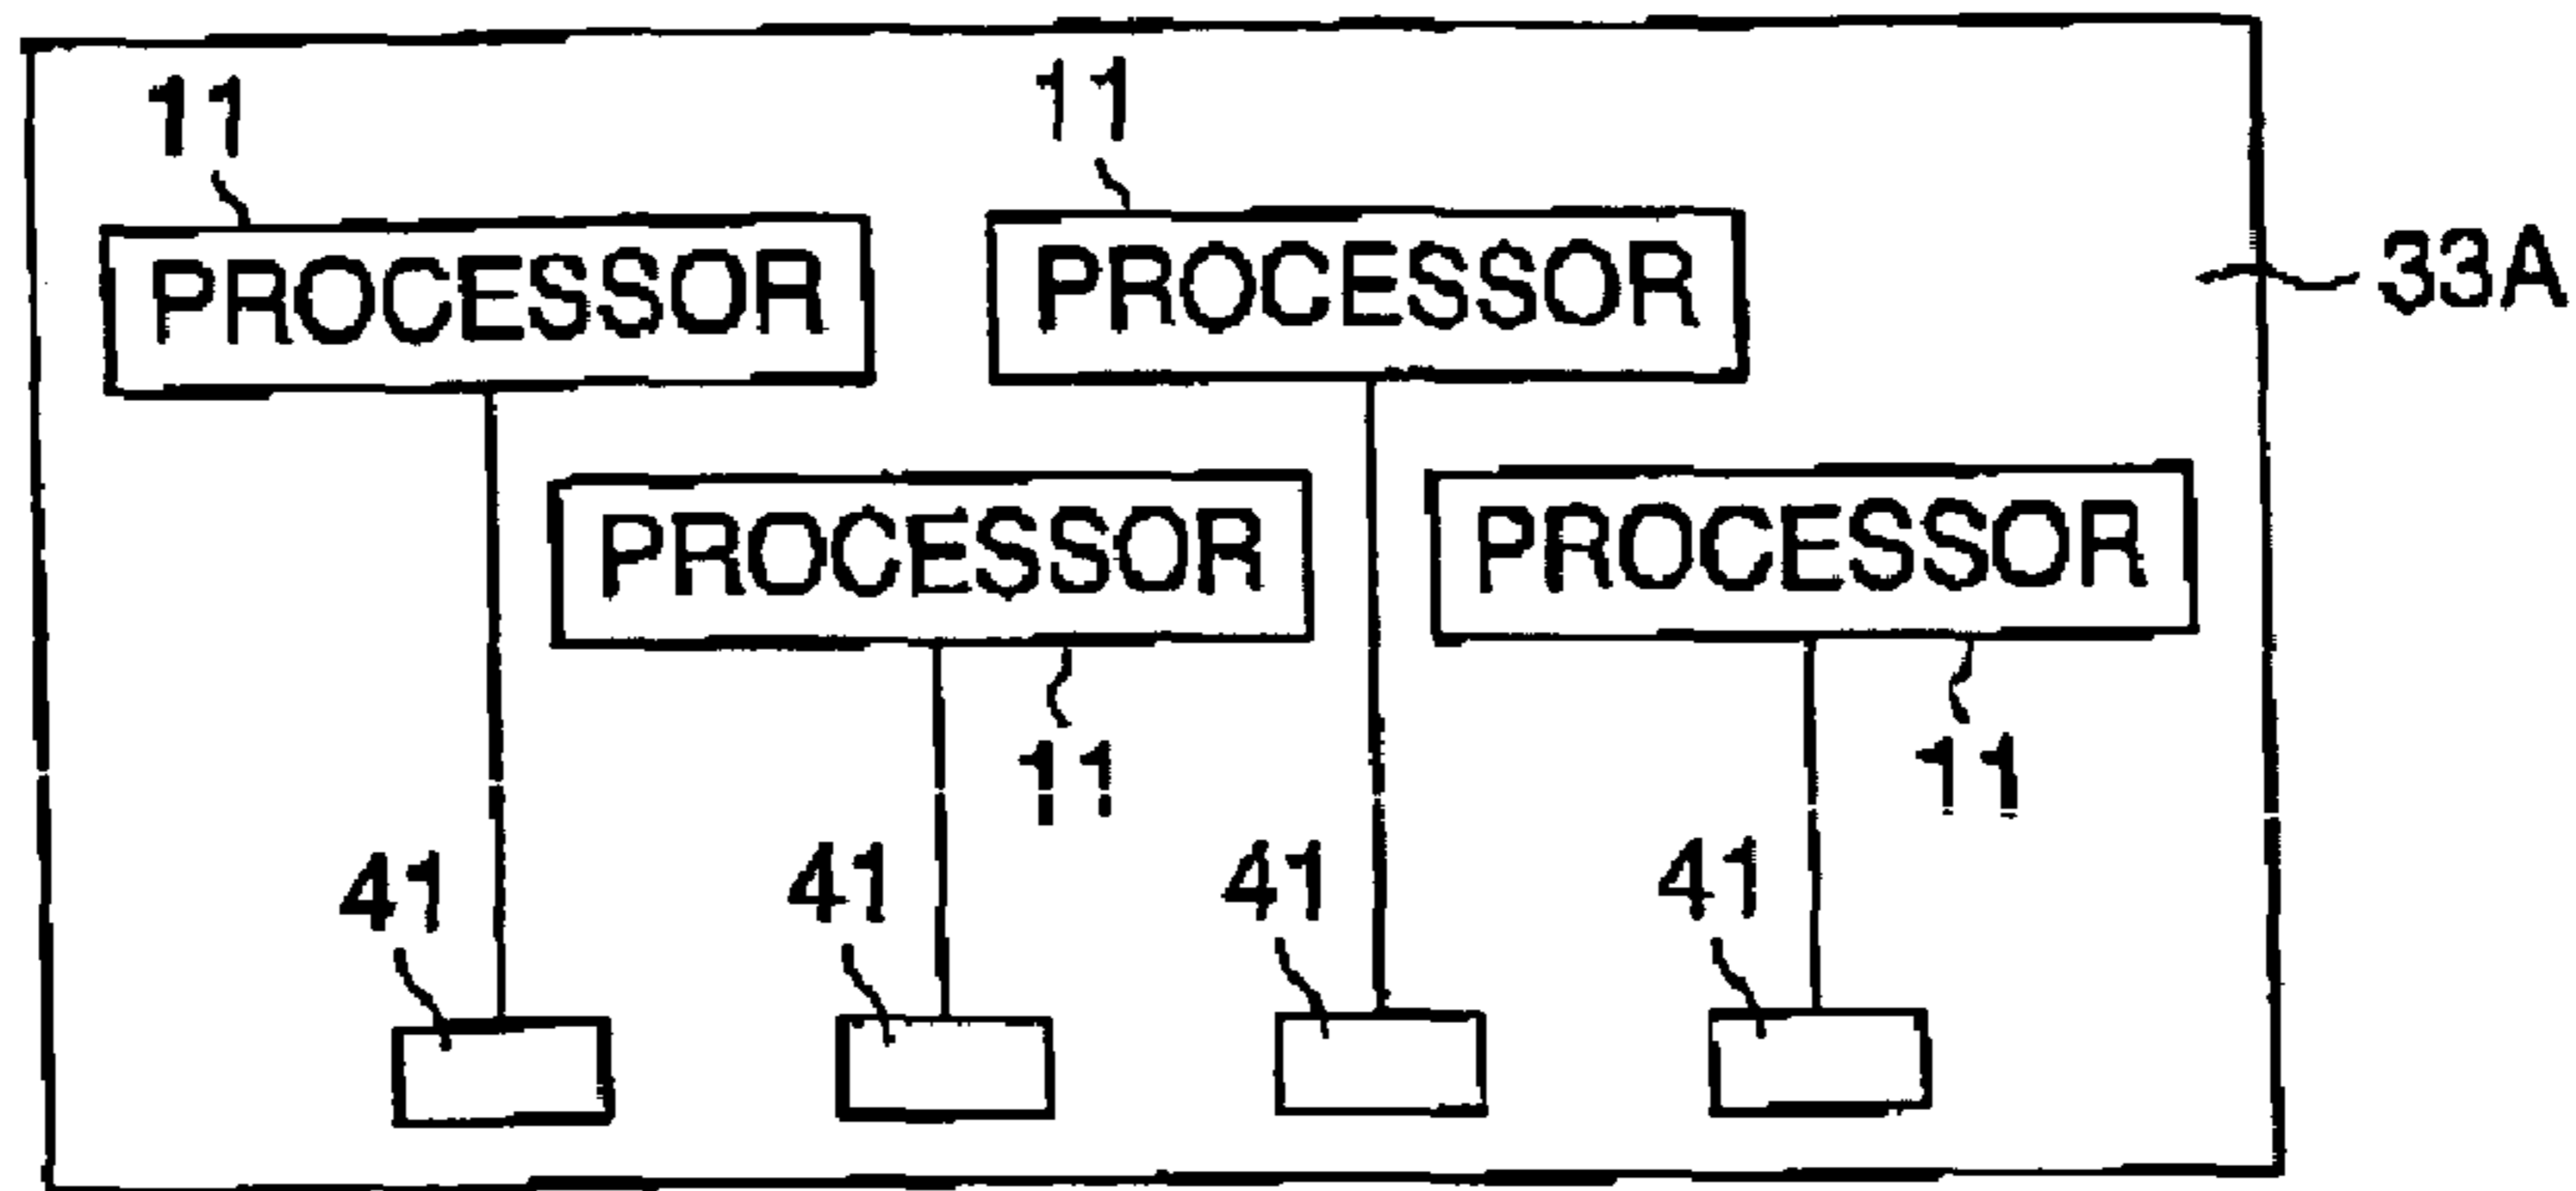 11 11
PROCESSOR PROCESSOR 33A
PROCESSOR PROCESSOR
11 11
41 41 41 41